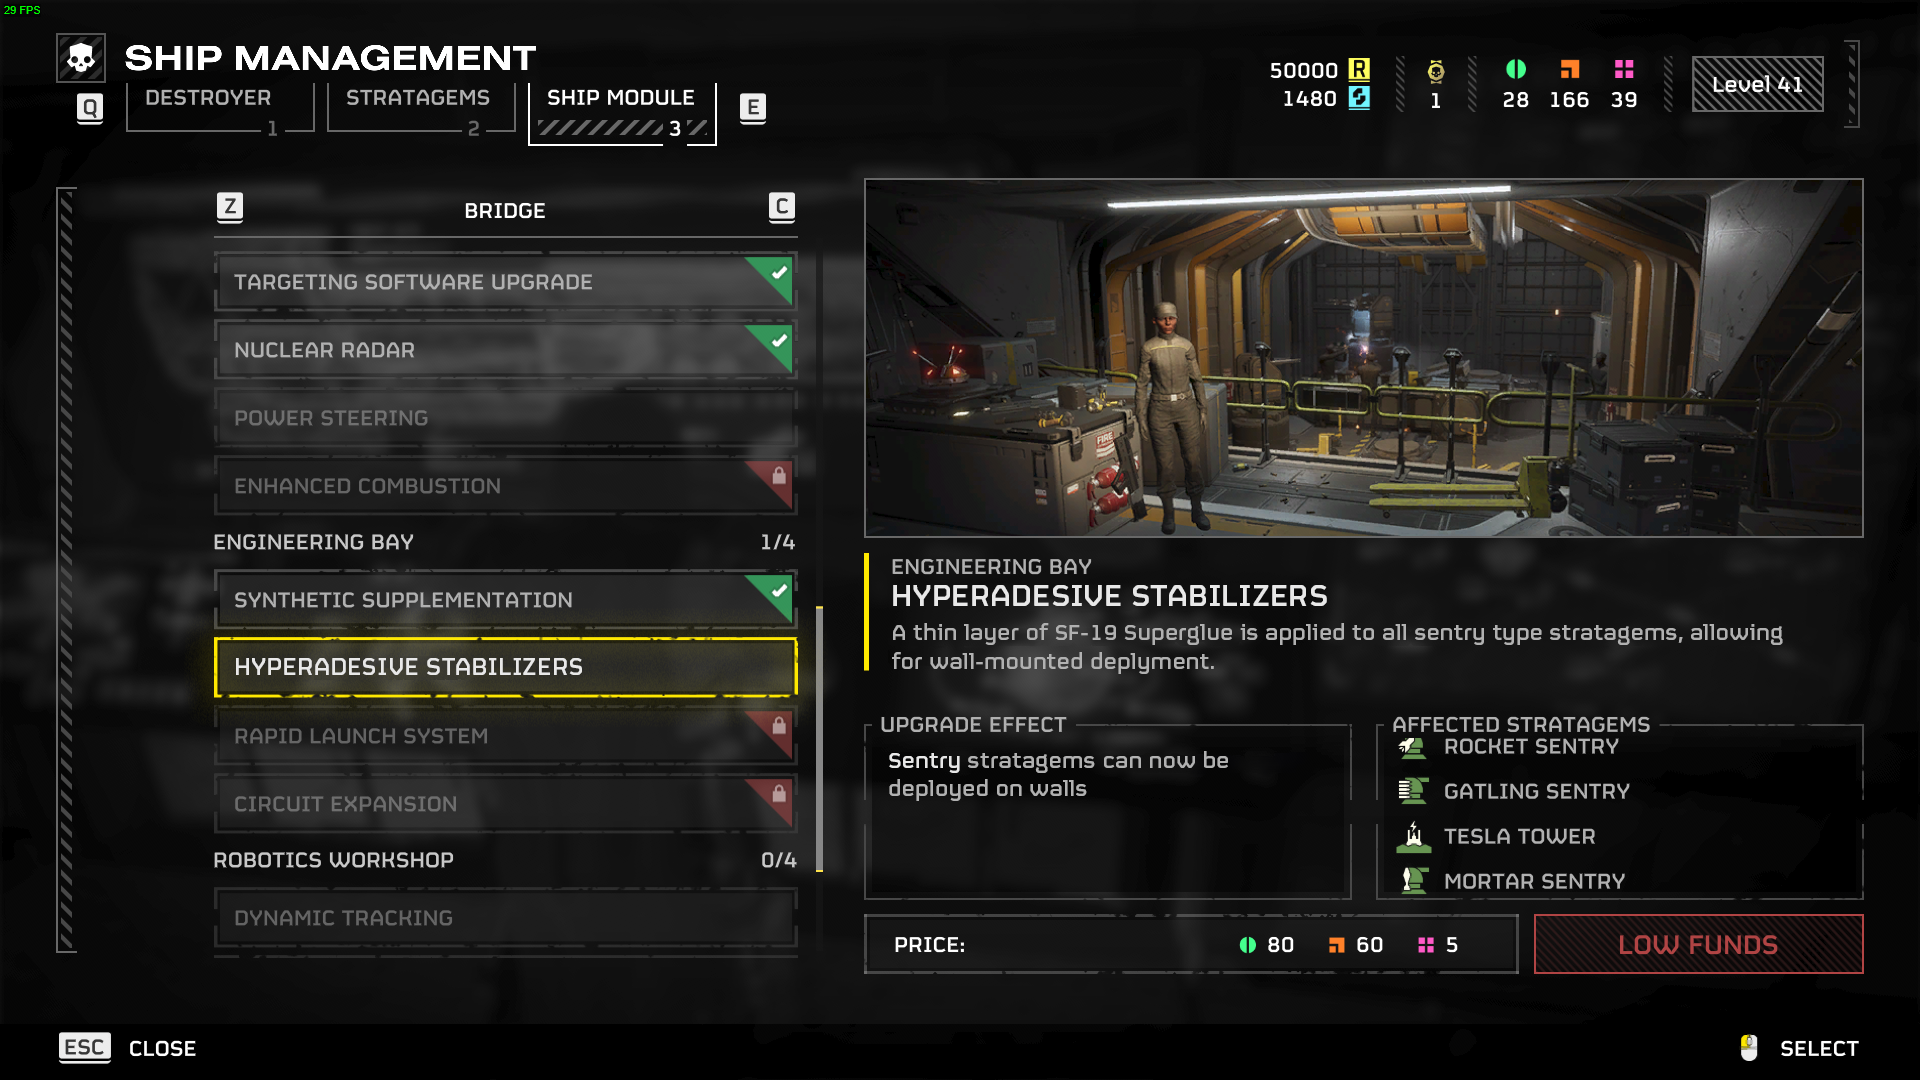 29 FPS
SHIP MANAGEMENT
Q
DESTROYER
1
STRATAGEMS
2
SHIP MODULE
3
E
50000 R
1480 S
1
28 166 39
Level 41
Z
BRIDGE
C
TARGETING SOFTWARE UPGRADE
NUCLEAR RADAR
POWER STEERING
ENHANCED COMBUSTION
ENGINEERING BAY 1/4
SYNTHETIC SUPPLEMENTATION
HYPERADESIVE STABILIZERS
RAPID LAUNCH SYSTEM
CIRCUIT EXPANSION
ROBOTICS WORKSHOP 0/4
DYNAMIC TRACKING
FIRE
ENGINEERING BAY
HYPERADESIVE STABILIZERS
A thin layer of SF-19 Superglue is applied to all sentry type stratagems, allowing
for wall-mounted deplyment.
UPGRADE EFFECT
Sentry stratagems can now be
deployed on walls
AFFECTED STRATAGEMS
ROCKET SENTRY
GATLING SENTRY
TESLA TOWER
MORTAR SENTRY
PRICE: 80 60 5
LOW FUNDS
ESC CLOSE
SELECT